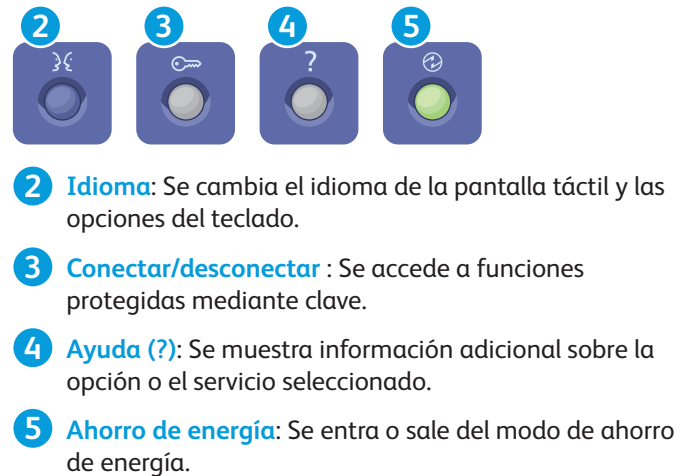 2 3 4 5
?
2 Idioma: Se cambia el idioma de la pantalla táctil y las
opciones del teclado.
3 Conectar/desconectar : Se accede a funciones
protegidas mediante clave.
4 Ayuda (?): Se muestra información adicional sobre la
opción o el servicio seleccionado.
5 Ahorro de energía: Se entra o sale del modo de ahorro
de energía.